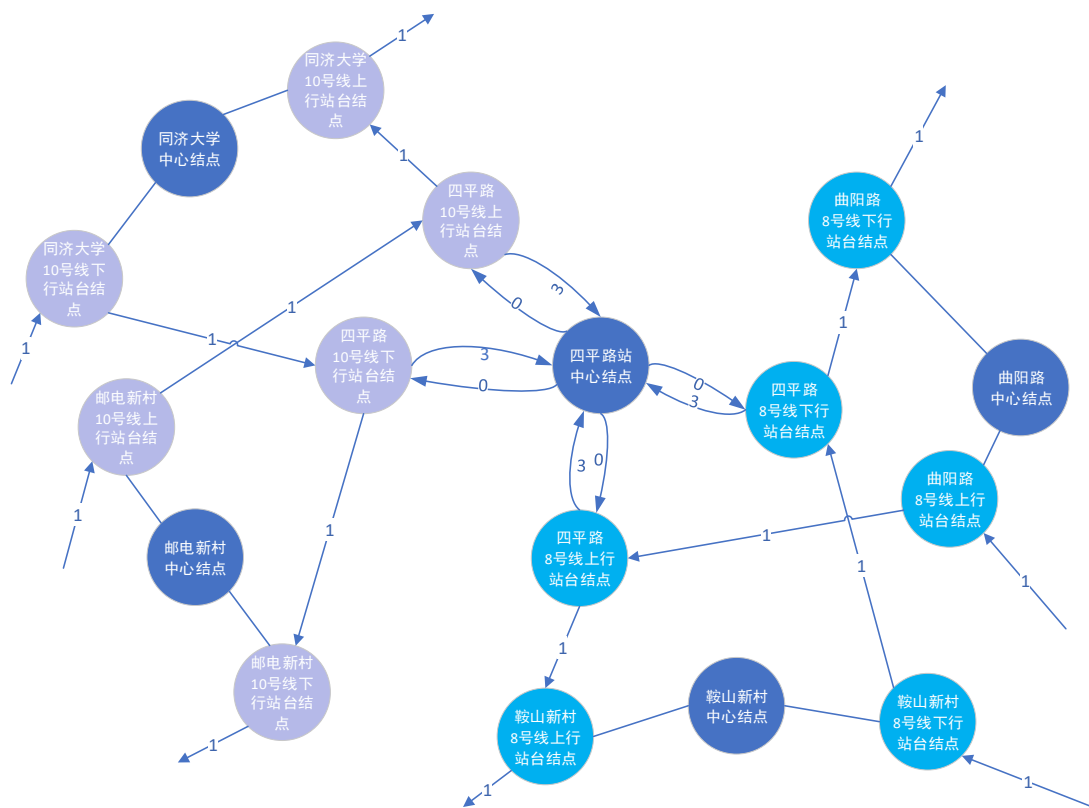 1
同济大学
10号线上
行站台结
点
同济大学
中心结点
1
1
四平路
10号线上
行站台结
点
曲阳路
8号线下行
站台结点
同济大学
10号线下
行站台结
点
3
0
1
1
1
1
四平路
10号线下
行站台结
点
3
0
四平路站
中心结点
0
3
四平路
8号线下行
站台结点
曲阳路
中心结点
邮电新村
10号线上
行站台结
点
3
0
曲阳路
8号线上行
站台结点
1
1
1
1
1
邮电新村
中心结点
四平路
8号线上行
站台结点
1
邮电新村
10号线下
行站台结
点
鞍山新村
8号线上行
站台结点
鞍山新村
中心结点
鞍山新村
8号线下行
站台结点
1
1
1